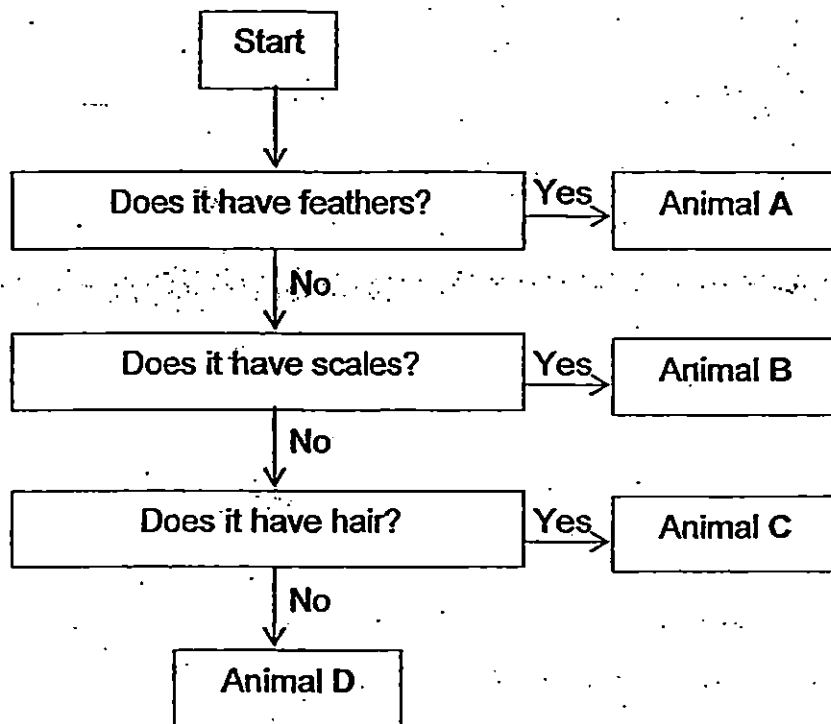 Start
Does it have feathers?
Yes
Animal A
No
Does it have scales?
Yes
Animal B
No
Does it have hair?
Yes
Animal C
No
Animal D